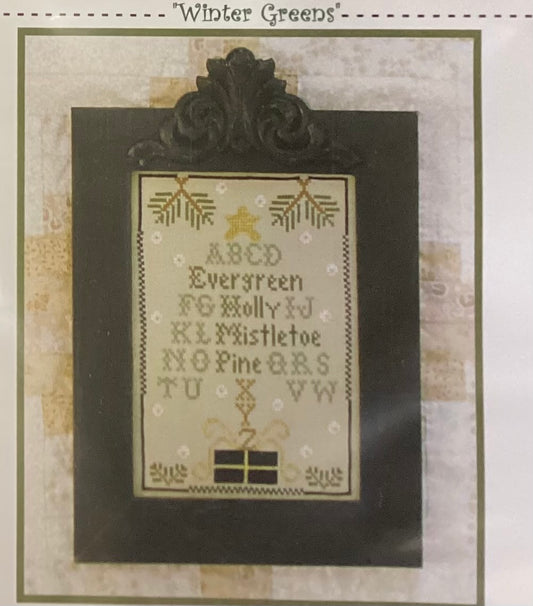 "Winter Greens"
ABCD
Evergreen
FG Holly IJ
KL Mistletoe
NO Pine QRS
TU X VW
Y
Z